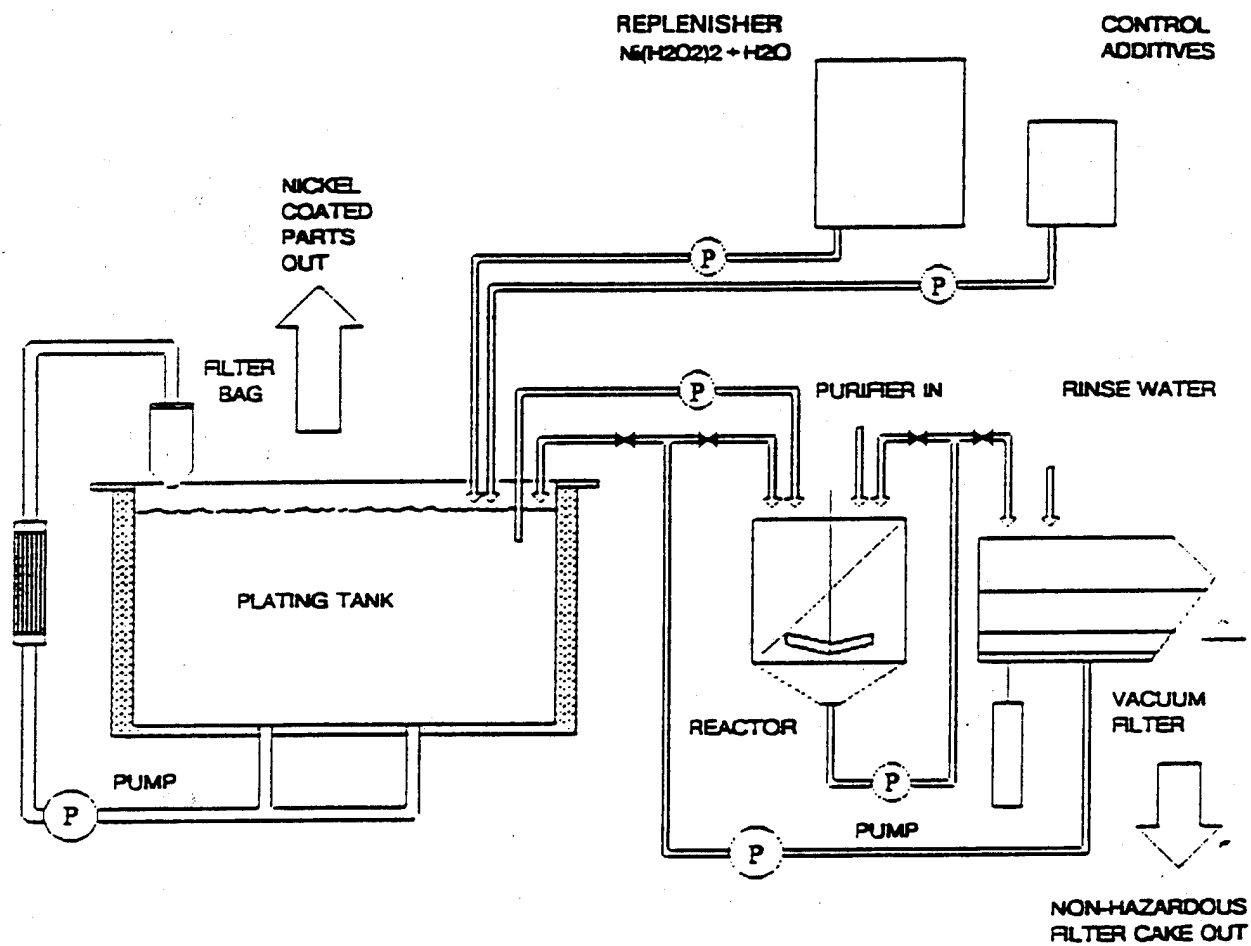 REPLENISHER
Ni(H2O2)2 + H2O
CONTROL
ADDITIVES
NICKEL
COATED
PARTS
OUT
P
P
FILTER
BAG
P
PURIFIER IN
RINSE WATER
PLATING TANK
REACTOR
VACUUM
FILTER
PUMP
P
P
PUMP
P
NON-HAZARDOUS
FILTER CAKE OUT